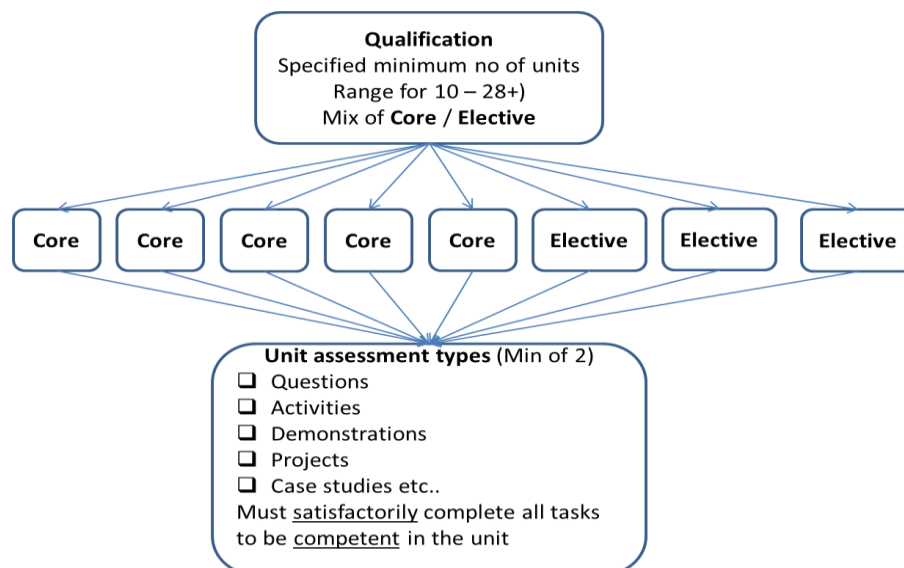 Qualification
Specified minimum no of units
Range for 10 – 28+)
Mix of Core / Elective
Core
Core
Core
Core
Core
Elective
Elective
Elective
Unit assessment types (Min of 2)
❑ Questions
❑ Activities
❑ Demonstrations
❑ Projects
❑ Case studies etc..
Must satisfactorily complete all tasks
to be competent in the unit